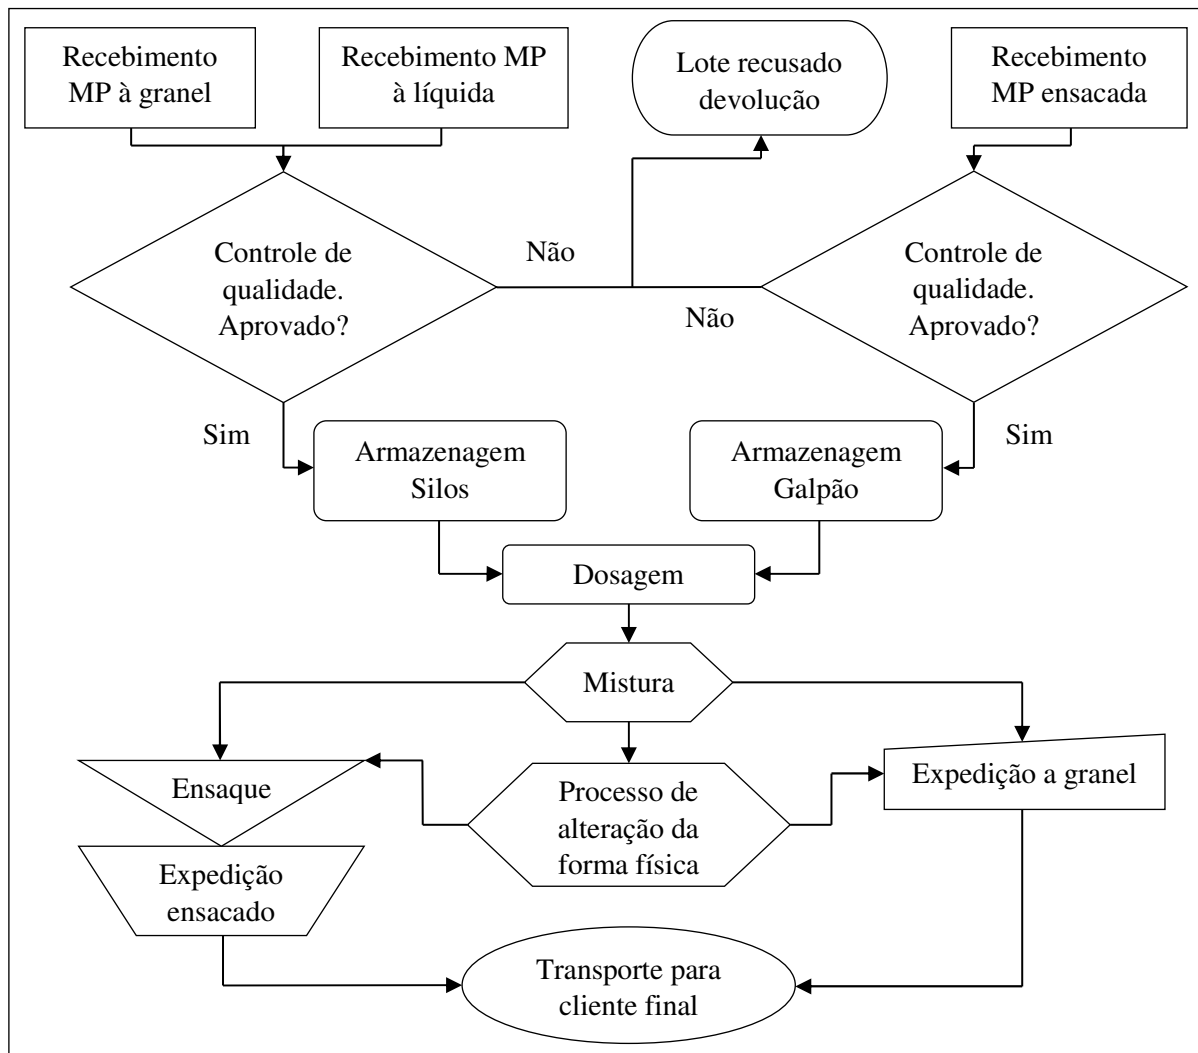 Recebimento
MP à granel
Recebimento MP
à líquida
Lote recusado
devolução
Recebimento
MP ensacada
Controle de
qualidade.
Aprovado?
Não
Não
Controle de
qualidade.
Aprovado?
Sim
Armazenagem
Silos
Armazenagem
Galpão
Sim
Dosagem
Mistura
Ensaque
Processo de
alteração da
forma física
Expedição a granel
Expedição
ensacado
Transporte para
cliente final